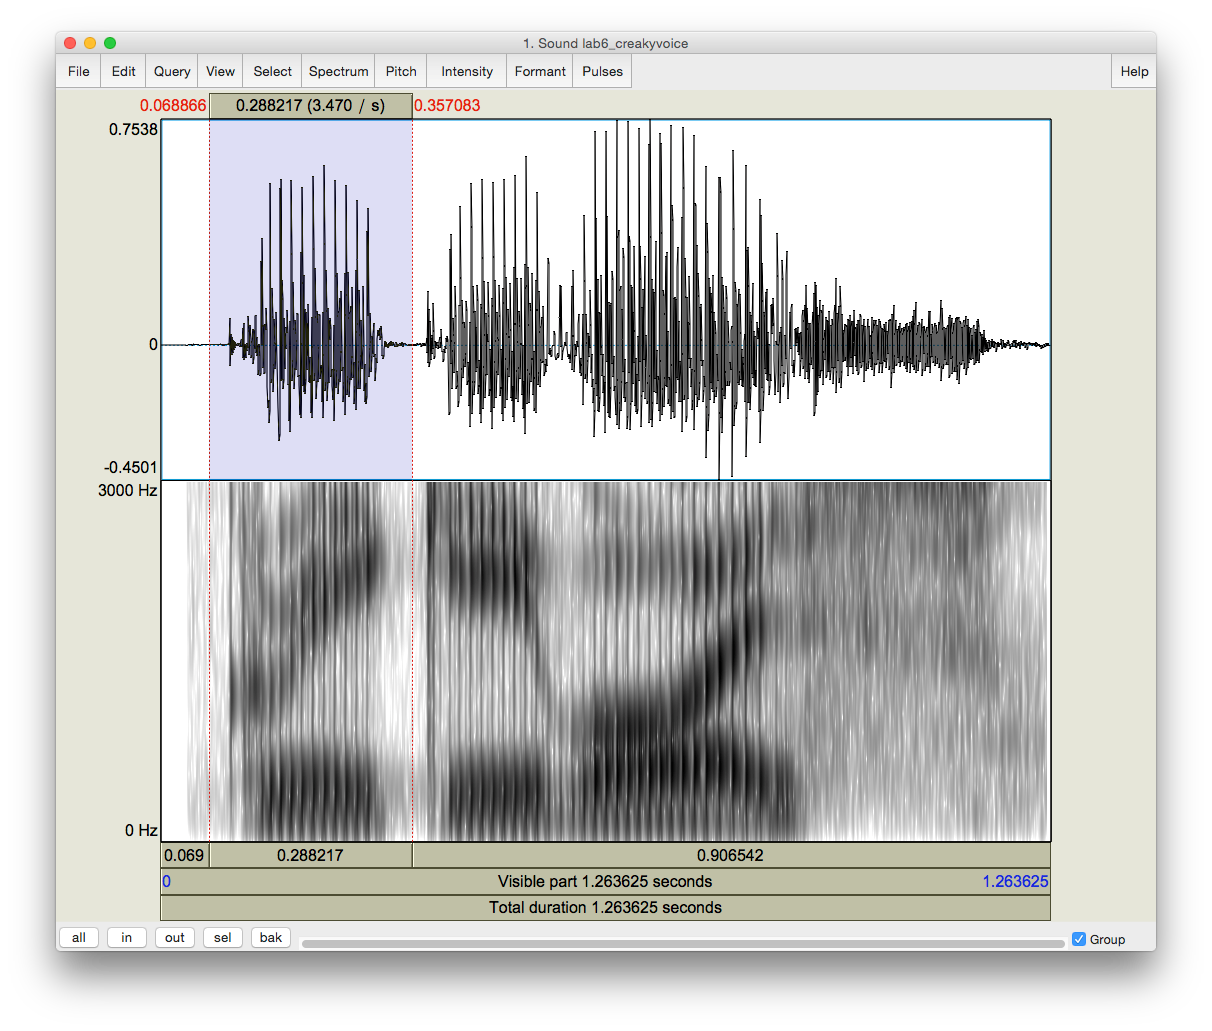 1. Sound lab6_creakyvoice
File Edit Query View Select Spectrum Pitch Intensity Formant Pulses Help
0.068866 0.288217 (3.470 / s) 0.357083
0.7538
0
-0.4501
3000 Hz
0 Hz
0.069 0.288217 0.906542
0 Visible part 1.263625 seconds 1.263625
Total duration 1.263625 seconds
all in out sel bak Group